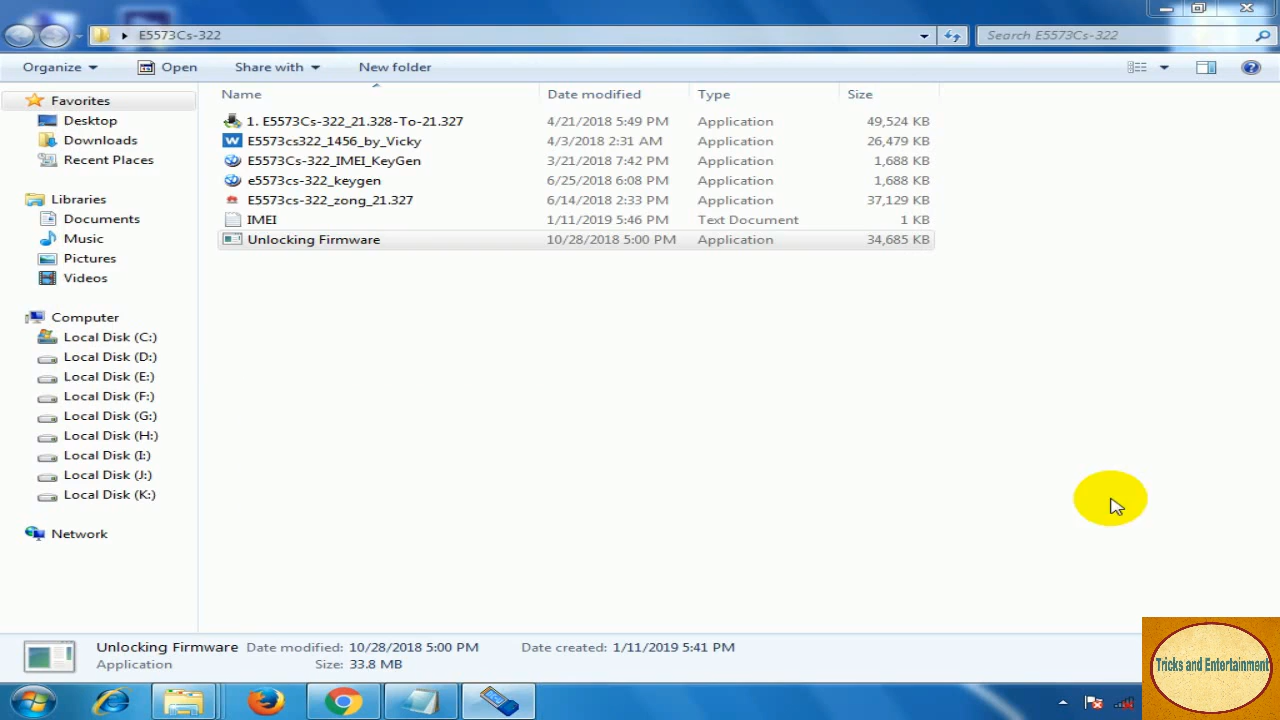 E5573Cs-322
Search E5573Cs-322
Organize Open Share with New folder
Name Date modified Type Size
1. E5573Cs-322_21.328-To-21.327 4/21/2018 5:49 PM Application 49,524 KB
E5573cs322_1456_by_Vicky 4/3/2018 2:31 AM Application 26,479 KB
E5573Cs-322_IMEI_KeyGen 3/21/2018 7:42 PM Application 1,688 KB
e5573cs-322_keygen 6/25/2018 6:08 PM Application 1,688 KB
E5573cs-322_zong_21.327 6/14/2018 2:33 PM Application 37,129 KB
IMEI 1/11/2019 5:46 PM Text Document 1 KB
Unlocking Firmware 10/28/2018 5:00 PM Application 34,685 KB
Favorites
Desktop
Downloads
Recent Places
Libraries
Documents
Music
Pictures
Videos
Computer
Local Disk (C:)
Local Disk (D:)
Local Disk (E:)
Local Disk (F:)
Local Disk (G:)
Local Disk (H:)
Local Disk (I:)
Local Disk (J:)
Local Disk (K:)
Network
Unlocking Firmware Date modified: 10/28/2018 5:00 PM Date created: 1/11/2019 5:41 PM
Application Size: 33.8 MB
Tricks and Entertainment